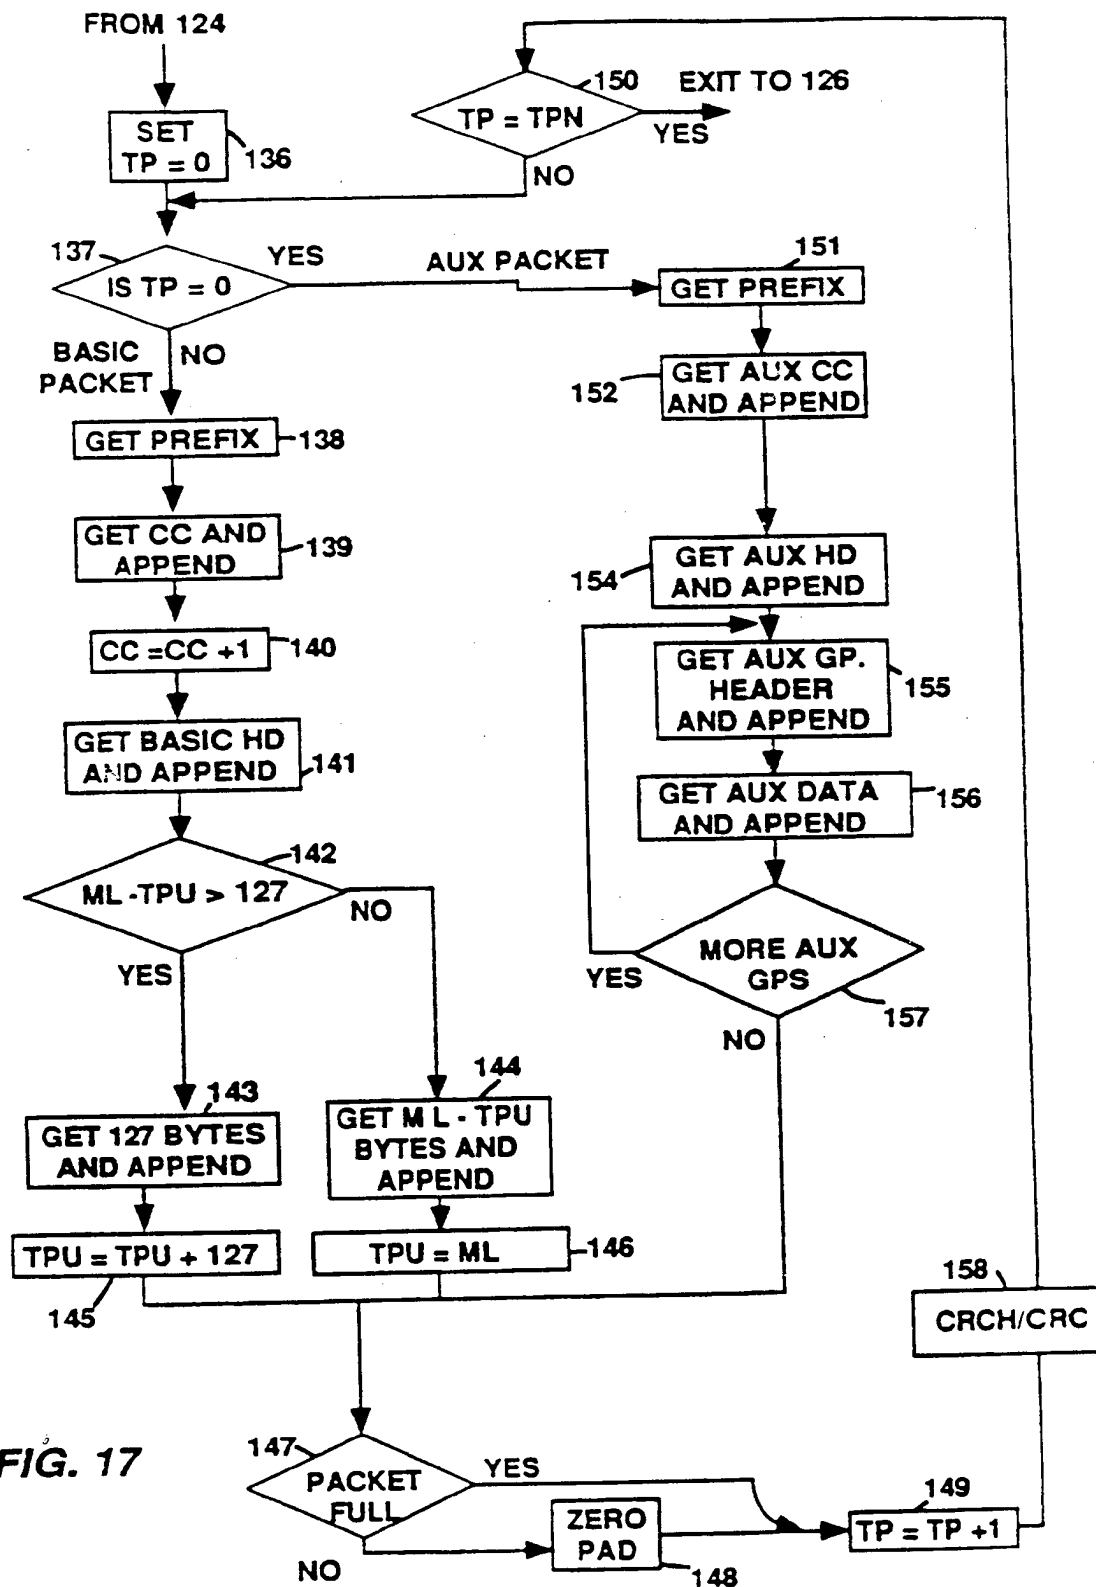 FROM 124
150
EXIT TO 126
TP = TPN
YES
SET
TP = 0
136
NO
137
YES
AUX PACKET
151
IS TP = 0
GET PREFIX
BASIC
PACKET
NO
152
GET AUX CC
AND APPEND
GET PREFIX
138
GET CC AND
APPEND
139
154
GET AUX HD
AND APPEND
CC =CC +1
140
GET AUX GP.
HEADER
AND APPEND
155
GET BASIC HD
AND APPEND
141
GET AUX DATA
AND APPEND
156
142
ML -TPU > 127
NO
YES
MORE AUX
GPS
YES
157
NO
143
144
GET 127 BYTES
AND APPEND
GET ML - TPU
BYTES AND
APPEND
TPU = TPU + 127
TPU = ML
146
145
158
CRCH/CRC
FIG. 17
147
PACKET
FULL
YES
149
TP = TP +1
ZERO
PAD
NO
148